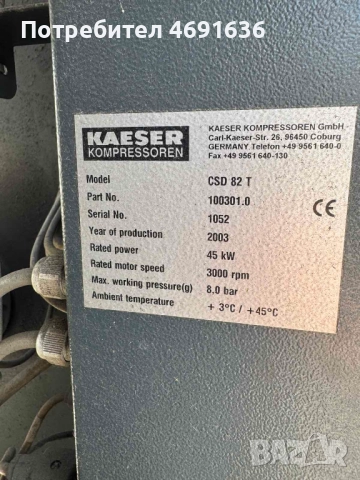 Потребител 4691636
KAESER
KOMPRESSOREN
KAESER KOMPRESSOREN GmbH
Carl-Kaeser-Str. 26, 96450 Coburg
GERMANY Telefon +49 9561 640-0
Fax +49 9561 640-130
Model CSD 82 T
Part No. 100301.0
Serial No. 1052
Year of production 2003
Rated power 45 kW
Rated motor speed 3000 rpm
Max. working pressure(g) 8.0 bar
Ambient temperature + 3°C / +45°C
CE
BAZAR